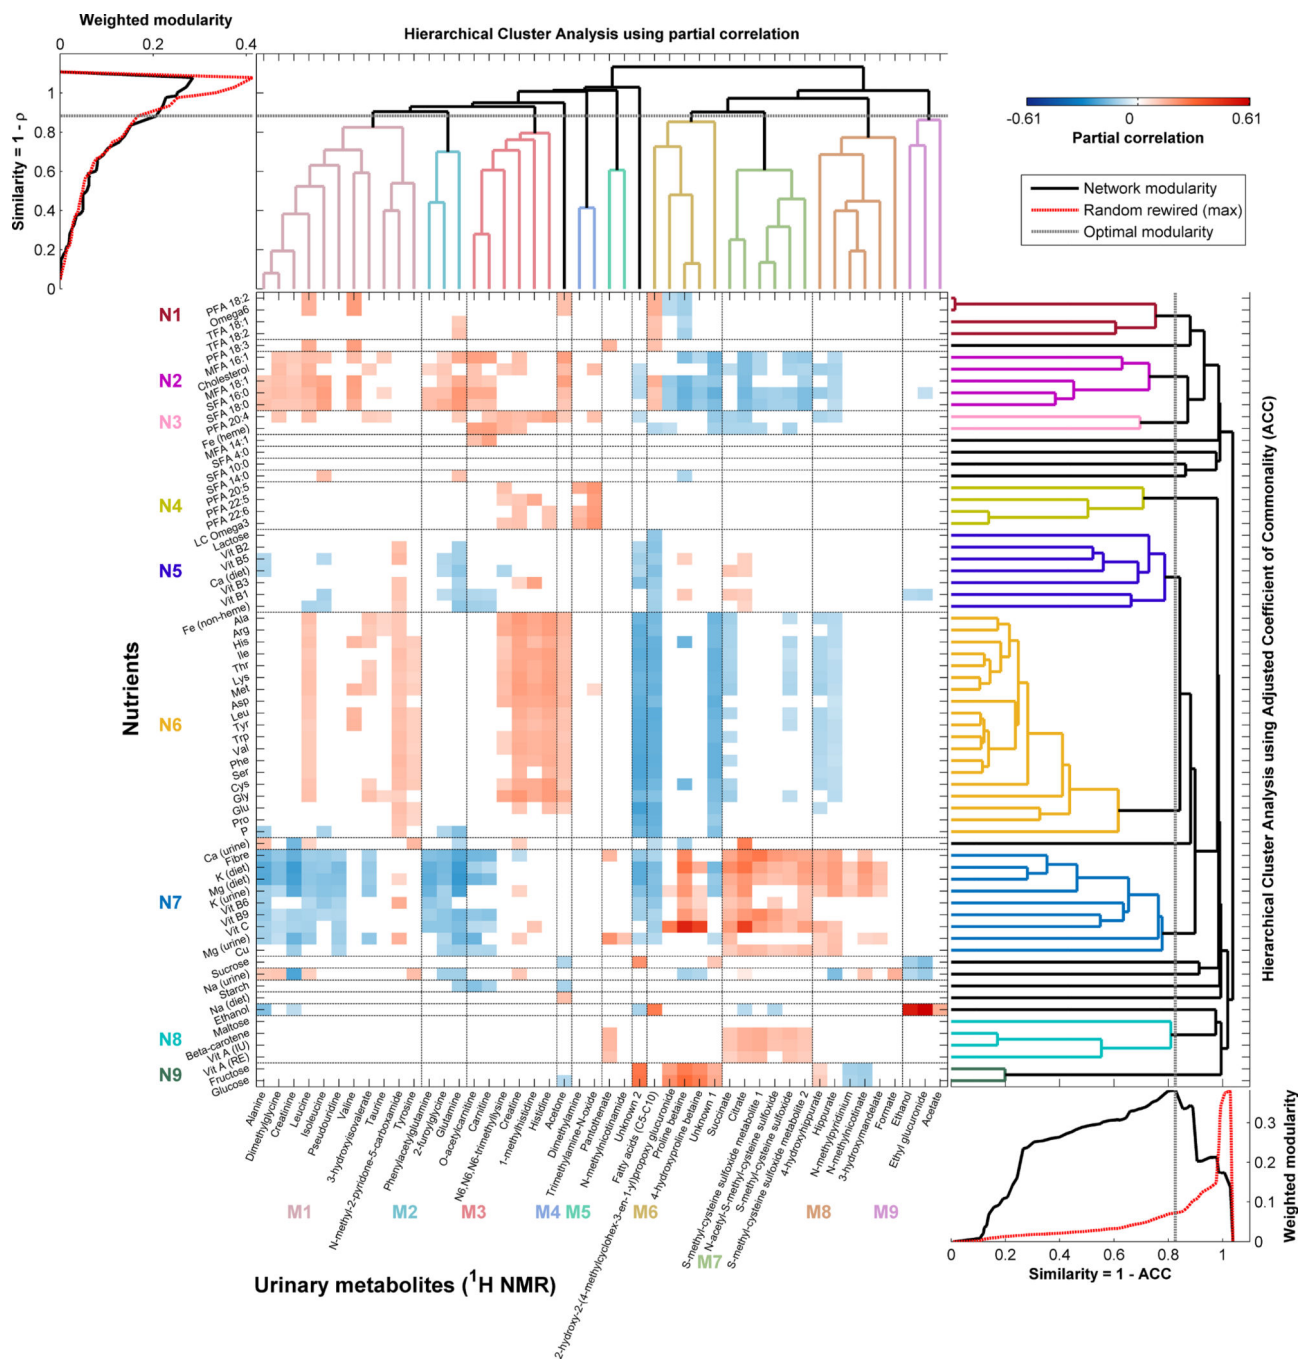 Weighted modularity
0 0.2 0.4
Similarity = 1 - ρ
1
0.8
0.6
0.4
0.2
0
Hierarchical Cluster Analysis using partial correlation
-0.61 0 0.61
Partial correlation
Network modularity
Random rewired (max)
Optimal modularity
Nutrients
N1
N2
N3
N4
N5
N6
N7
N8
N9
PFA 18:2
Omega6
TFA 18:1
TFA 18:2
TFA 18:3
PFA 18:3
MFA 16:1
Cholesterol
MFA 18:1
SFA 16:0
SFA 18:0
PFA 20:4
Fe (heme)
MFA 14:1
SFA 4:0
SFA 10:0
SFA 14:0
PFA 20:5
PFA 22:5
PFA 22:6
LC Omega3
Lactose
Vit B2
Vit B5
Ca (diet)
Vit B3
Vit B1
Fe (non-heme)
Ala
Arg
His
Ile
Thr
Lys
Met
Asp
Leu
Tyr
Trp
Val
Phe
Ser
Cys
Gly
Glu
Pro
P
Ca (urine)
Fibre
K (diet)
Mg (diet)
K (urine)
Vit B6
Vit B9
Vit C
Mg (urine)
Cu
Sucrose
Na (urine)
Starch
Na (diet)
Ethanol
Maltose
Beta-carotene
Vit A (IU)
Vit A (RE)
Fructose
Glucose
Hierarchical Cluster Analysis using Adjusted Coefficient of Commonality (ACC)
Alanine
Dimethylglycine
Creatinine
Leucine
Isoleucine
Pseudouridine
Valine
3-hydroxyisovalerate
Taurine
N-methyl-2-pyridone-5-carboxamide
Tyrosine
Phenylacetylglutamine
2-furoylglycine
Glutamine
O-acetylcarnitine
Carnitine
N6,N6,N6-trimethyllysine
Creatine
1-methylhistidine
Histidine
Acetone
Dimethylamine
Trimethylamine-N-oxide
Pantothenate
N-methylnicotinamide
Unknown 2
Fatty acids (C5-C10)
2-hydroxy-2-(4-methylcyclohex-3-en-1-yl)propoxy glucuronide
Proline betaine
4-hydroxyproline betaine
Unknown 1
Succinate
Citrate
S-methyl-cysteine sulfoxide metabolite 1
N-acetyl-S-methyl-cysteine sulfoxide
S-methyl-cysteine sulfoxide
S-methyl-cysteine sulfoxide metabolite 2
4-hydroxyhippurate
Hippurate
N-methylpyridinium
N-methylnicotinate
3-hydroxymandelate
Formate
Ethanol
Ethyl glucuronide
Acetate
M1 M2 M3 M4 M5 M6 M7 M8 M9
Urinary metabolites (¹H NMR)
0.3
0.2
0.1
0
Weighted modularity
0 0.2 0.4 0.6 0.8 1
Similarity = 1 - ACC